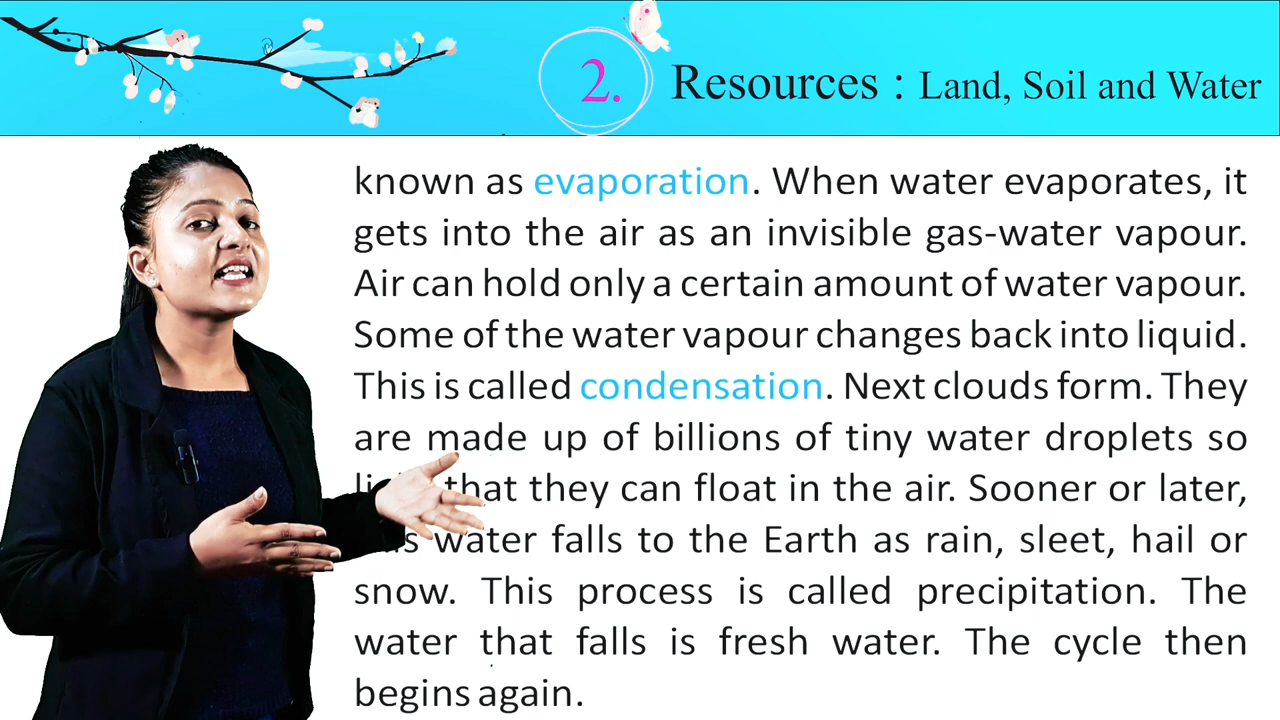 2. Resources : Land, Soil and Water
known as evaporation. When water evaporates, it
gets into the air as an invisible gas-water vapour.
Air can hold only a certain amount of water vapour.
Some of the water vapour changes back into liquid.
This is called condensation. Next clouds form. They
are made up of billions of tiny water droplets so
that they can float in the air. Sooner or later,
water falls to the Earth as rain, sleet, hail or
snow. This process is called precipitation. The
water that falls is fresh water. The cycle then
begins again.